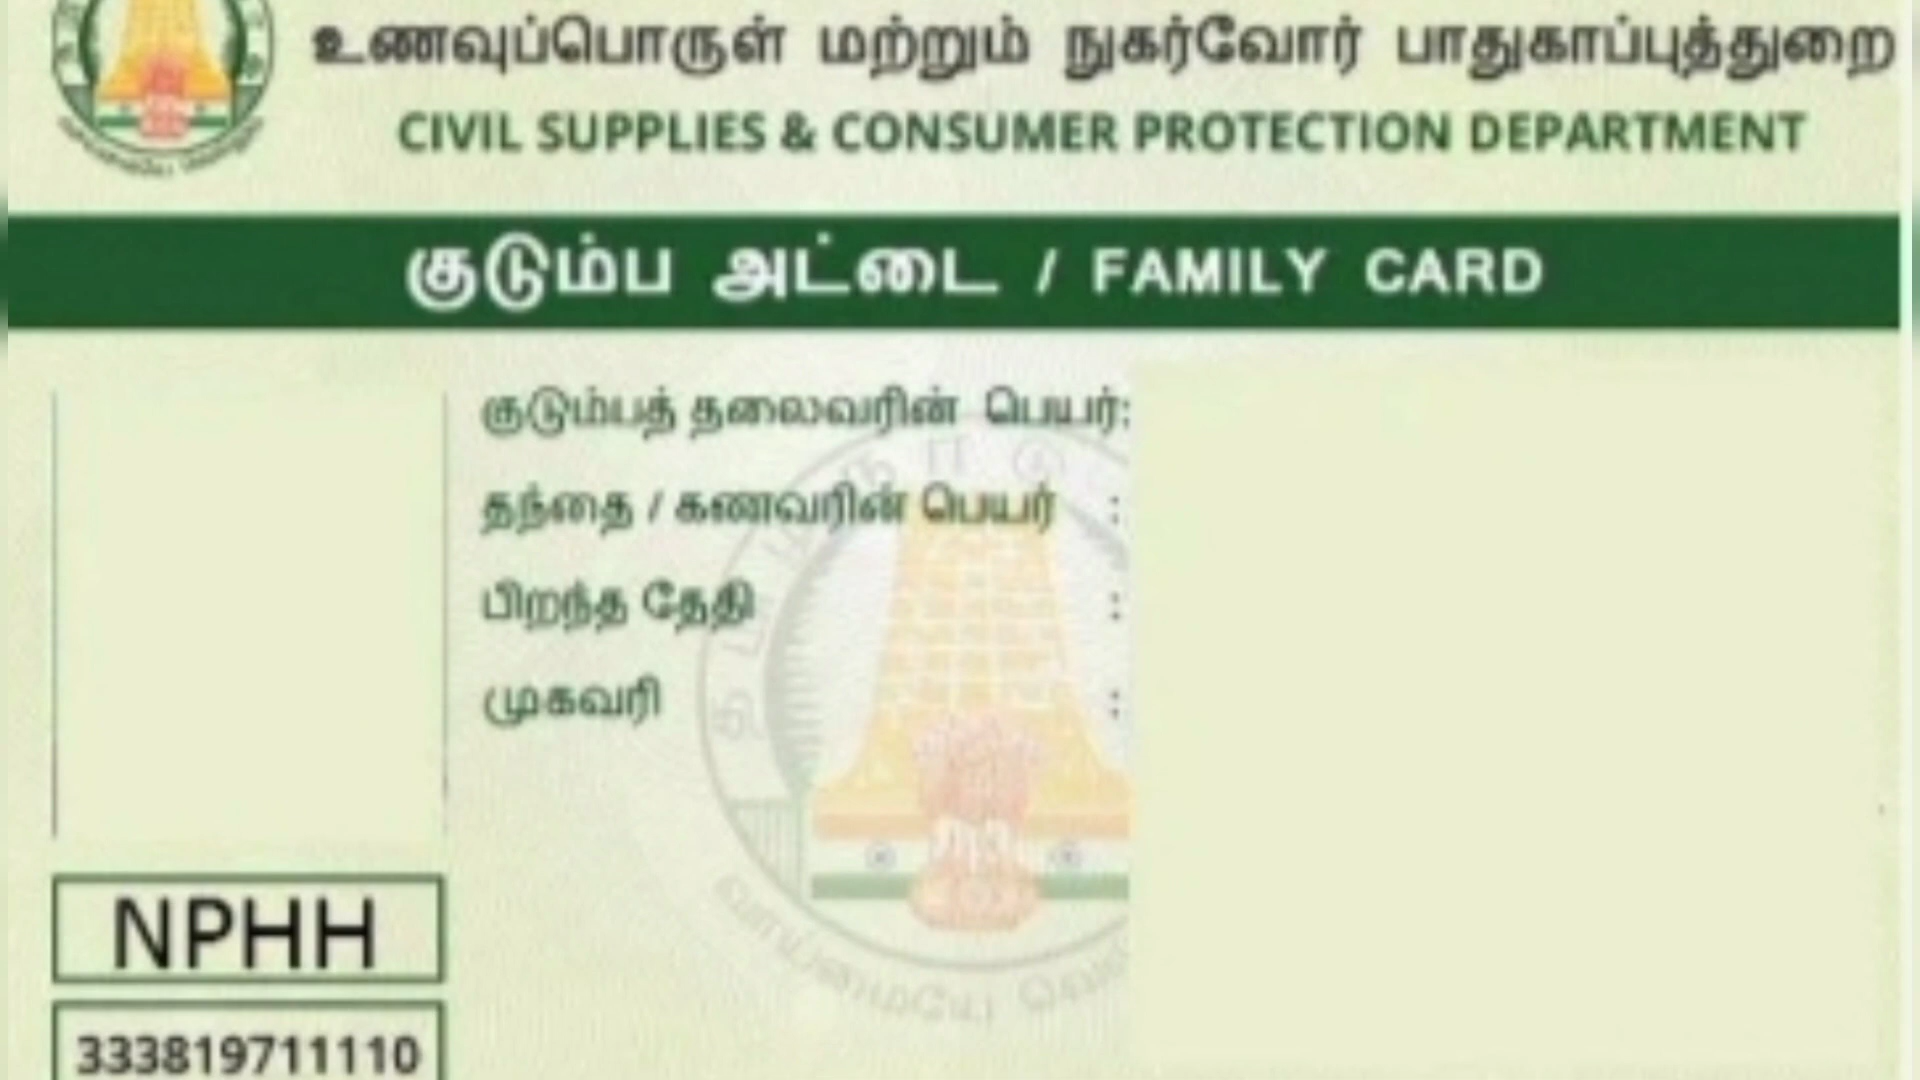 உணவுப்பொருள் மற்றும் நுகர்வோர் பாதுகாப்புத்துறை
CIVIL SUPPLIES & CONSUMER PROTECTION DEPARTMENT
குடும்ப அட்டை / FAMILY CARD
குடும்பத் தலைவரின் பெயர்:
தந்தை / கணவரின் பெயர் :
பிறந்த தேதி :
முகவரி :
NPHH
333819711110